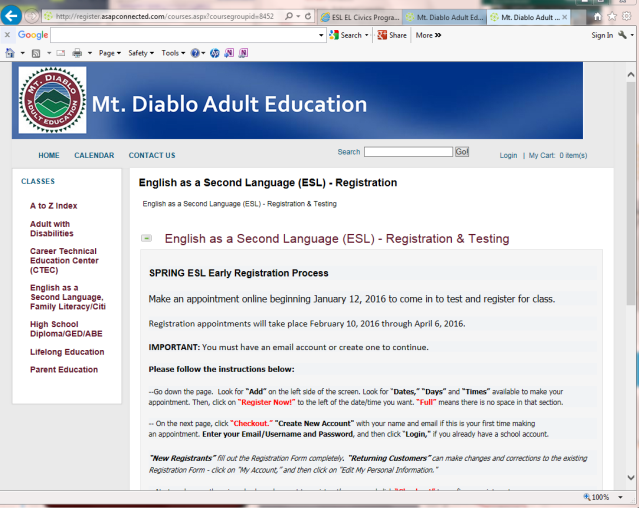 http://register.asapconnected.com/courses.aspx?coursegroupid=8452
ESL EL Civics Progra...
Mt. Diablo Adult Ed...
Mt. Diablo Adult ...
x Google
Search
Share
More »
Sign In
Page
Safety
Tools
MT. DIABLO
ADULT EDUCATION
Mt. Diablo Adult Education
HOME CALENDAR CONTACT US
Search
Go!
Login | My Cart: 0 item(s)
CLASSES
A to Z Index
Adult with
Disabilities
Career Technical
Education Center
(CTEC)
English as a
Second Language,
Family Literacy/Citi
High School
Diploma/GED/ABE
Lifelong Education
Parent Education
English as a Second Language (ESL) - Registration
English as a Second Language (ESL) - Registration & Testing
English as a Second Language (ESL) - Registration & Testing
SPRING ESL Early Registration Process
Make an appointment online beginning January 12, 2016 to come in to test and register for class.
Registration appointments will take place February 10, 2016 through April 6, 2016.
IMPORTANT: You must have an email account or create one to continue.
Please follow the instructions below:
--Go down the page. Look for "Add" on the left side of the screen. Look for "Dates," "Days" and "Times" available to make your
appointment. Then, click on "Register Now!" to the left of the date/time you want. "Full" means there is no space in that section.
-- On the next page, click "Checkout." "Create New Account" with your name and email if this is your first time making
an appointment. Enter your Email/Username and Password, and then click "Login," if you already have a school account.
"New Registrants" fill out the Registration Form completely. "Returning Customers" can make changes and corrections to the existing
Registration Form - click on "My Account," and then click on "Edit My Personal Information."
100%